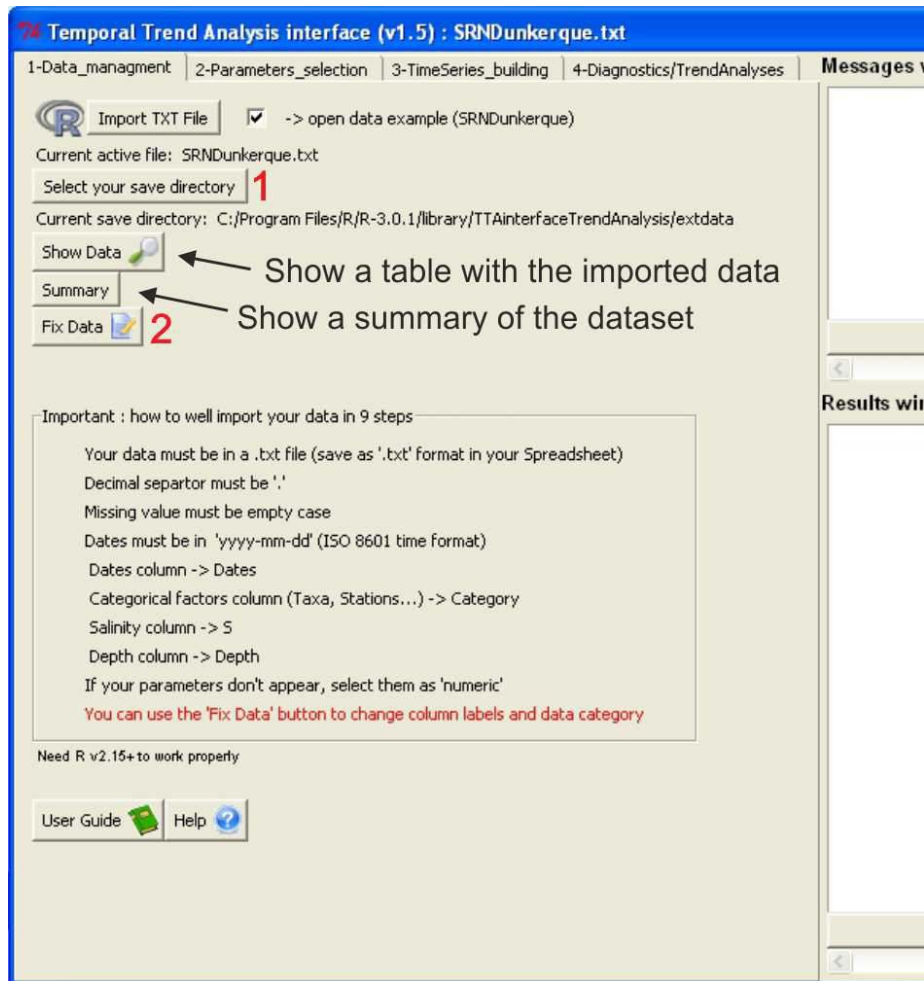 Temporal Trend Analysis interface (v1.5) : SRNDunkerque.txt
1-Data_managment 2-Parameters_selection 3-TimeSeries_building 4-Diagnostics/TrendAnalyses Messages
R Import TXT File -> open data example (SRNDunkerque)
Current active file: SRNDunkerque.txt
Select your save directory 1
Current save directory: C:/Program Files/R/R-3.0.1/library/TTAinterfaceTrendAnalysis/extdata
Show Data
Show a table with the imported data
Summary
Show a summary of the dataset
Fix Data 2
Results
Important : how to well import your data in 9 steps
Your data must be in a .txt file (save as '.txt' format in your Spreadsheet)
Decimal separtor must be '.'
Missing value must be empty case
Dates must be in 'yyyy-mm-dd' (ISO 8601 time format)
Dates column -> Dates
Categorical factors column (Taxa, Stations...) -> Category
Salinity column -> S
Depth column -> Depth
If your parameters don't appear, select them as 'numeric'
You can use the 'Fix Data' button to change column labels and data category
Need R v2.15+ to work properly
User Guide Help